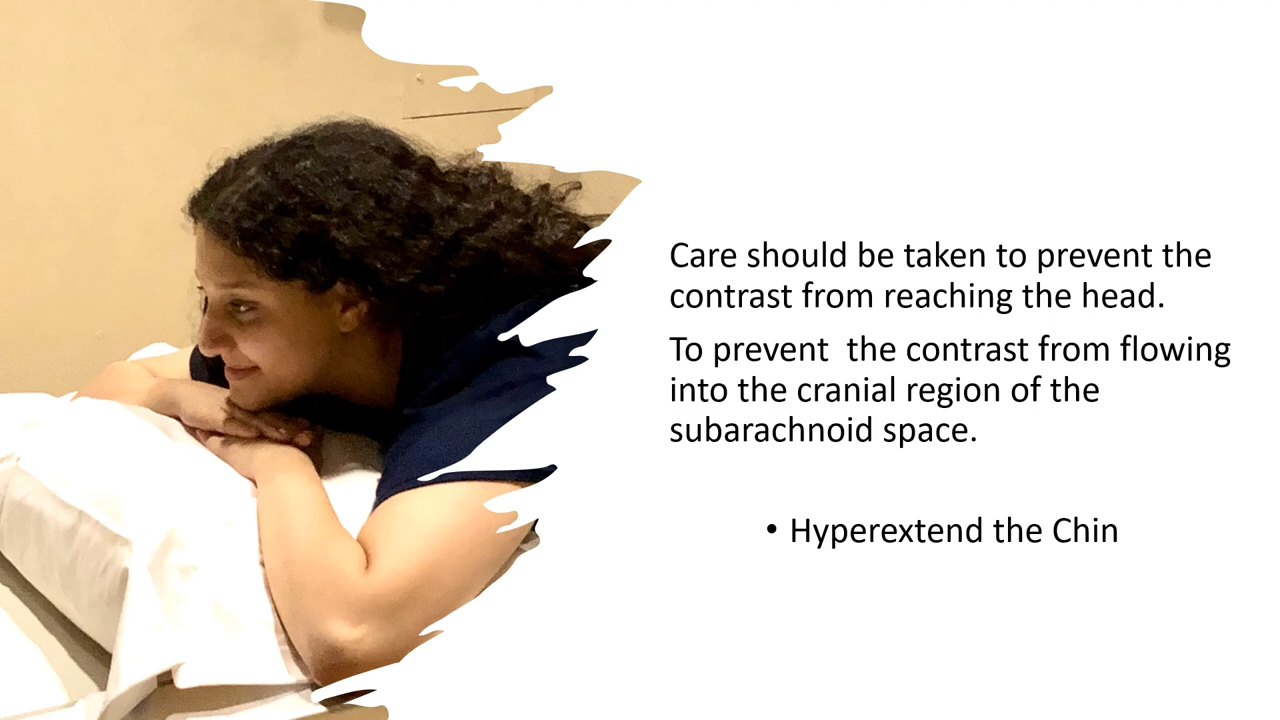 Care should be taken to prevent the
contrast from reaching the head.
To prevent  the contrast from flowing
into the cranial region of the
subarachnoid space.
• Hyperextend the Chin